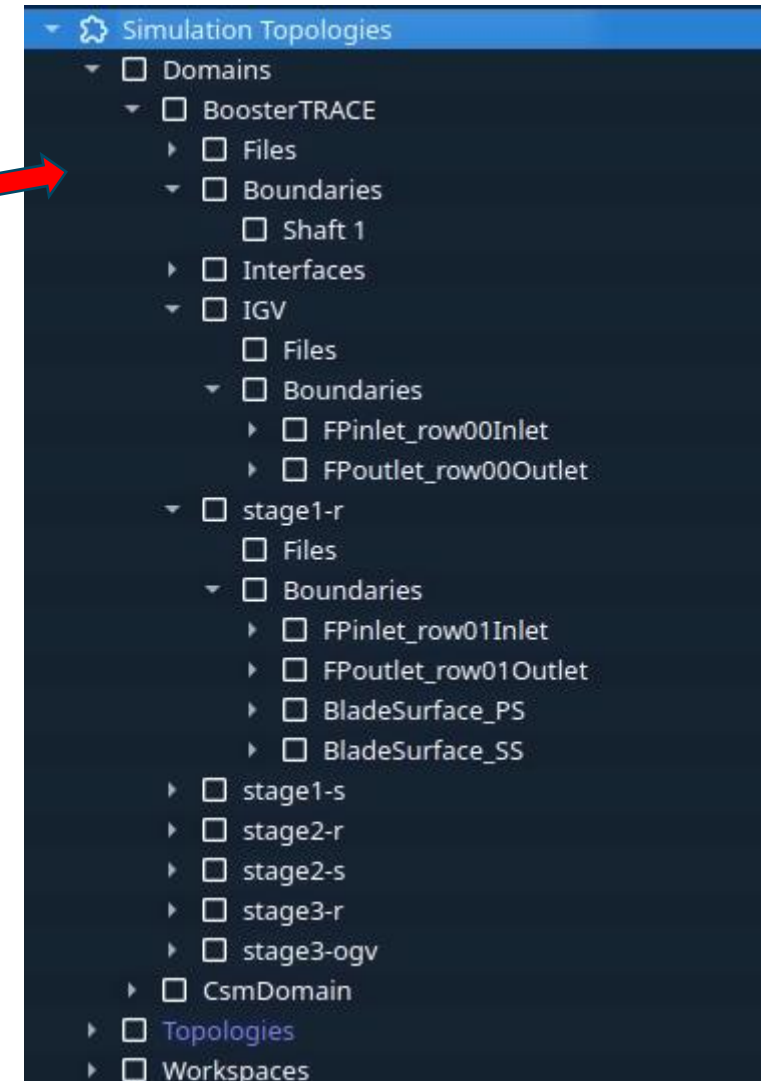 Simulation Topologies
Domains
BoosterTRACE
Files
Boundaries
Shaft 1
Interfaces
IGV
Files
Boundaries
FPinlet_row00Inlet
FPoutlet_row00Outlet
stage1-r
Files
Boundaries
FPinlet_row01Inlet
FPoutlet_row01Outlet
BladeSurface_PS
BladeSurface_SS
stage1-s
stage2-r
stage2-s
stage3-r
stage3-ogv
CsmDomain
Topologies
Workspaces